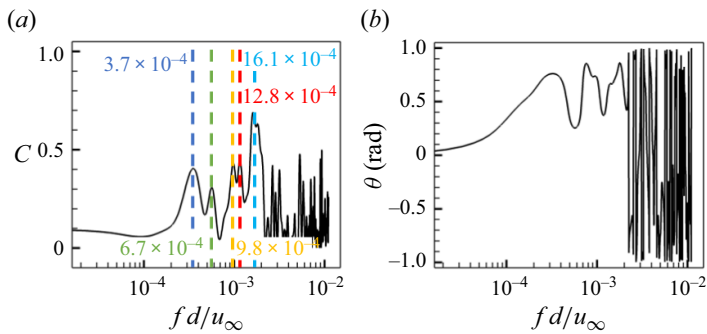 (a)
1.0
3.7 × 10⁻⁴
16.1 × 10⁻⁴
12.8 × 10⁻⁴
C 0.5
6.7 × 10⁻⁴
9.8 × 10⁻⁴
0
10⁻⁴ 10⁻³ 10⁻²
f d/u∞
(b)
1.0
0.5
θ (rad) 0
−0.5
−1.0
10⁻⁴ 10⁻³ 10⁻²
f d/u∞